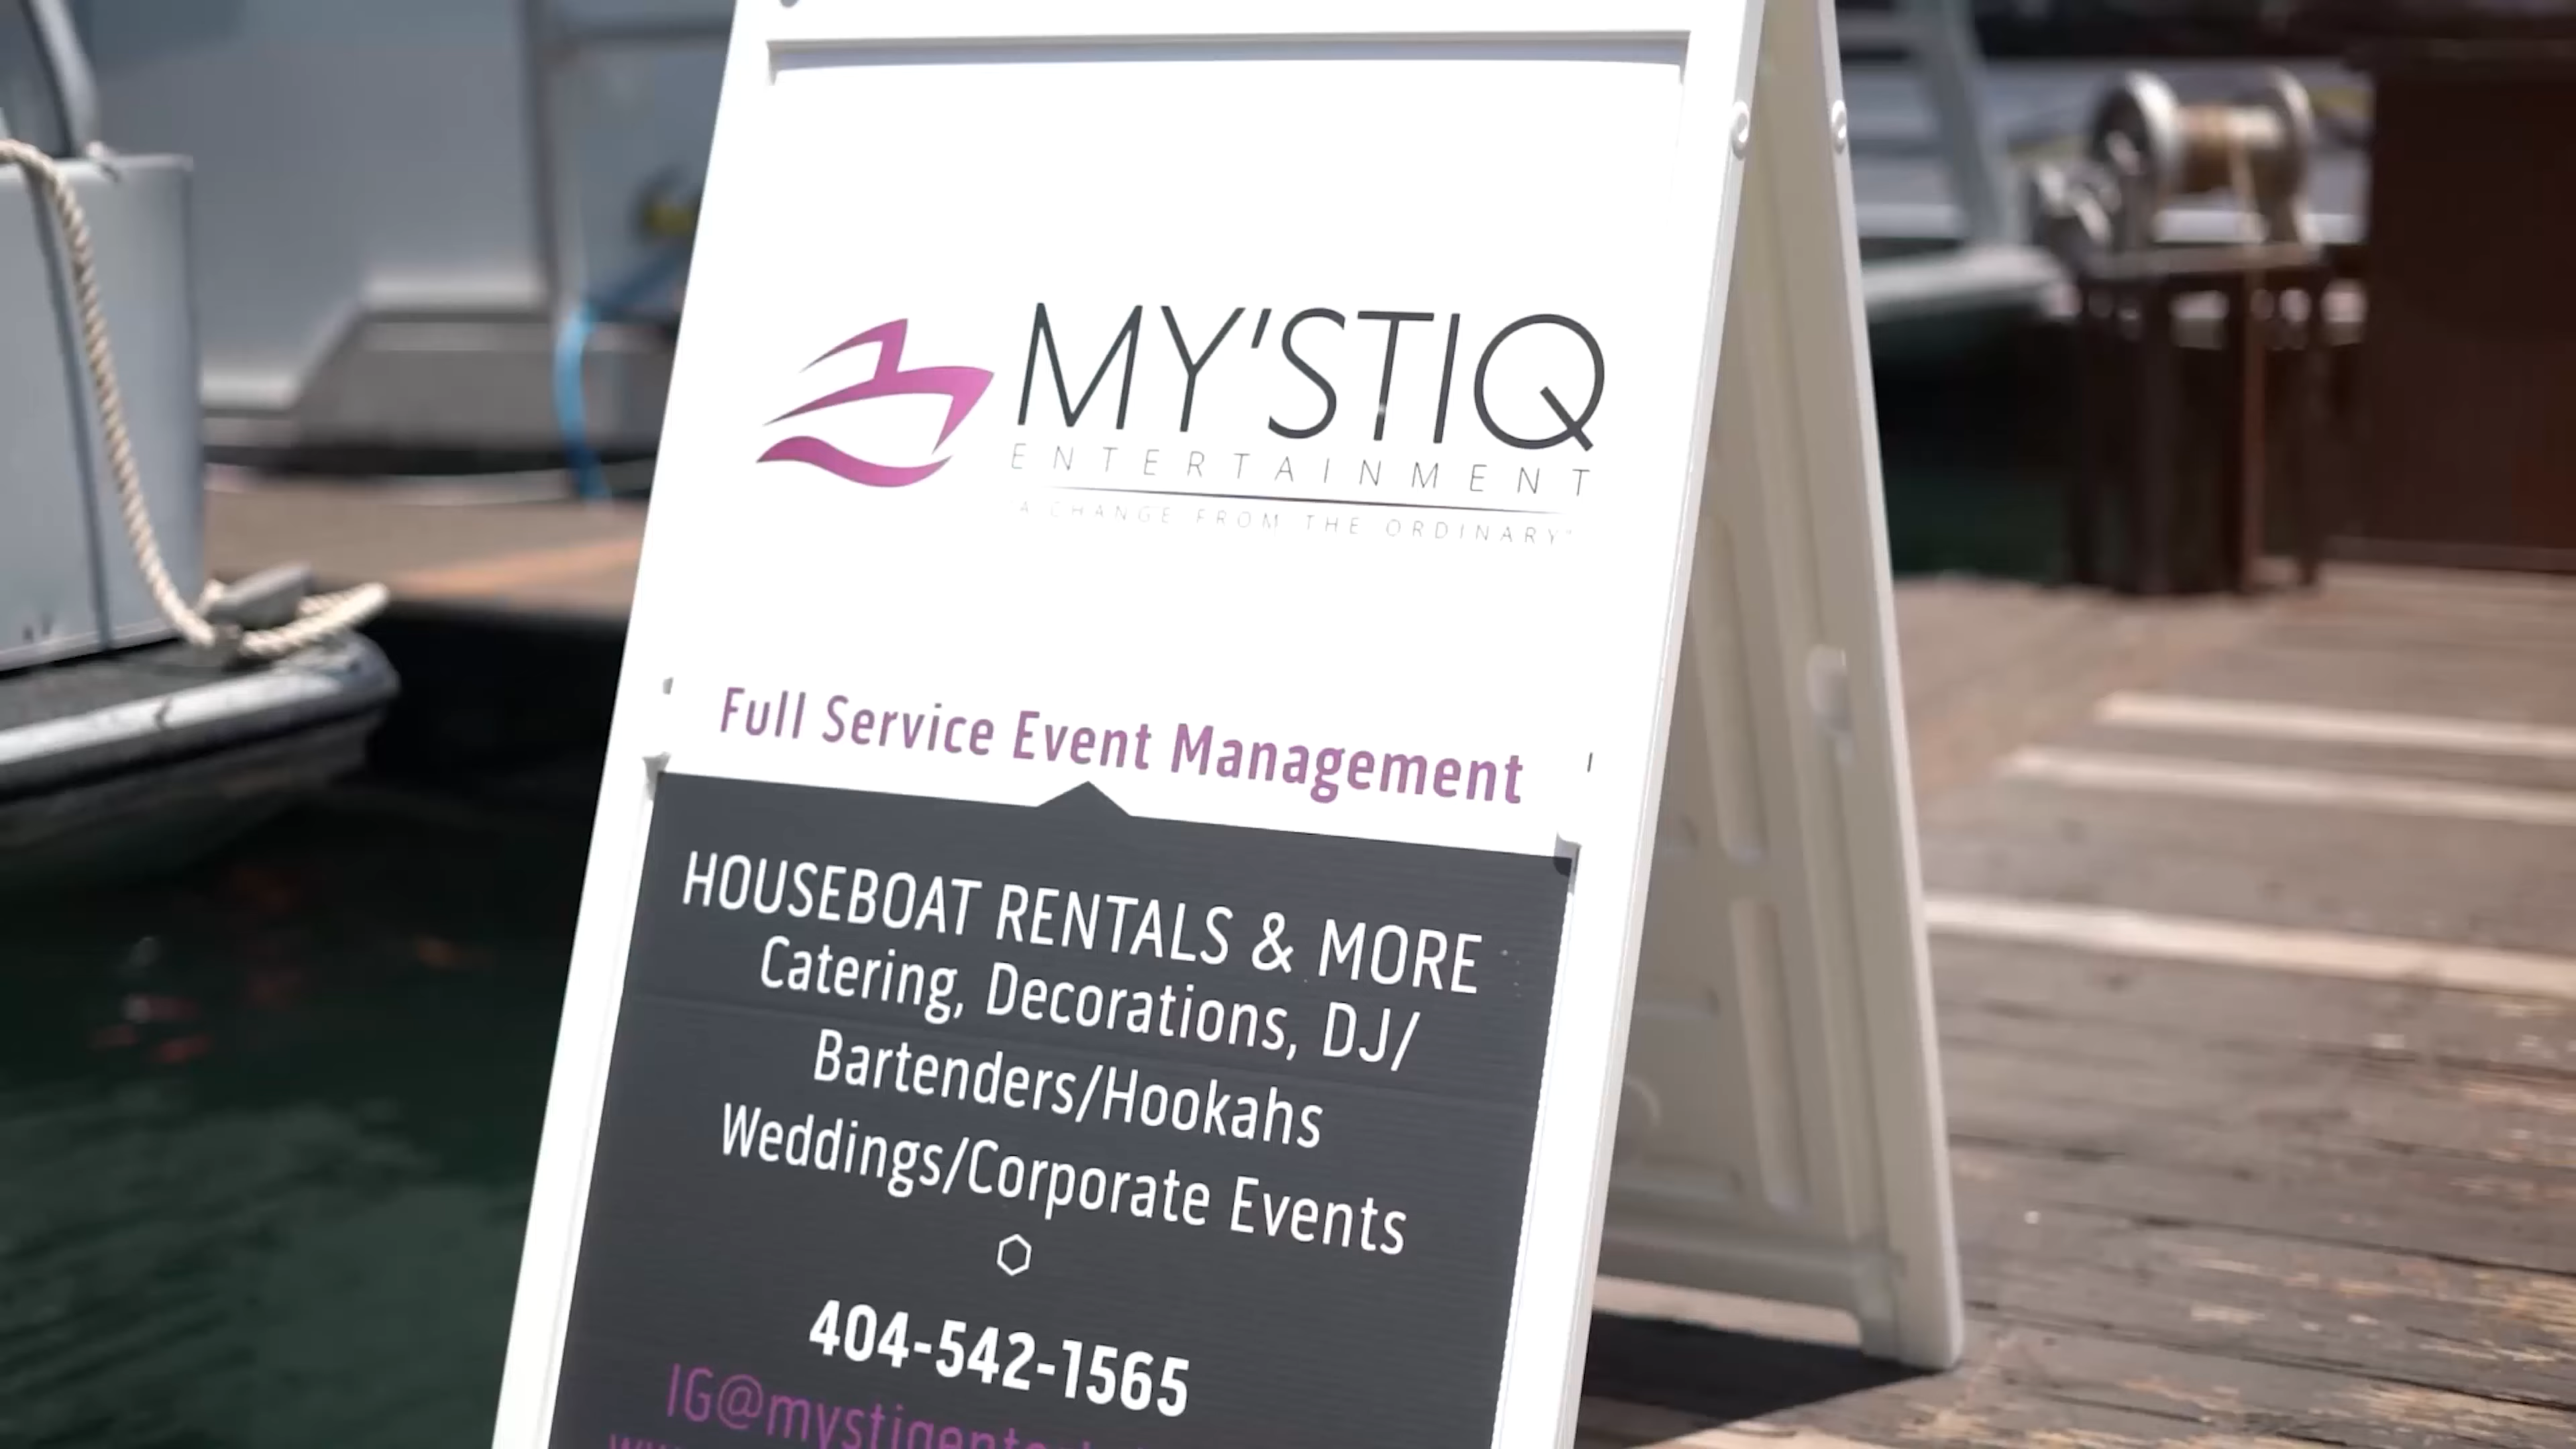 MY'STIQ
ENTERTAINMENT
"A CHANGE FROM THE ORDINARY"
Full Service Event Management
HOUSEBOAT RENTALS & MORE
Catering, Decorations, DJ/
Bartenders/Hookahs
Weddings/Corporate Events
404-542-1565